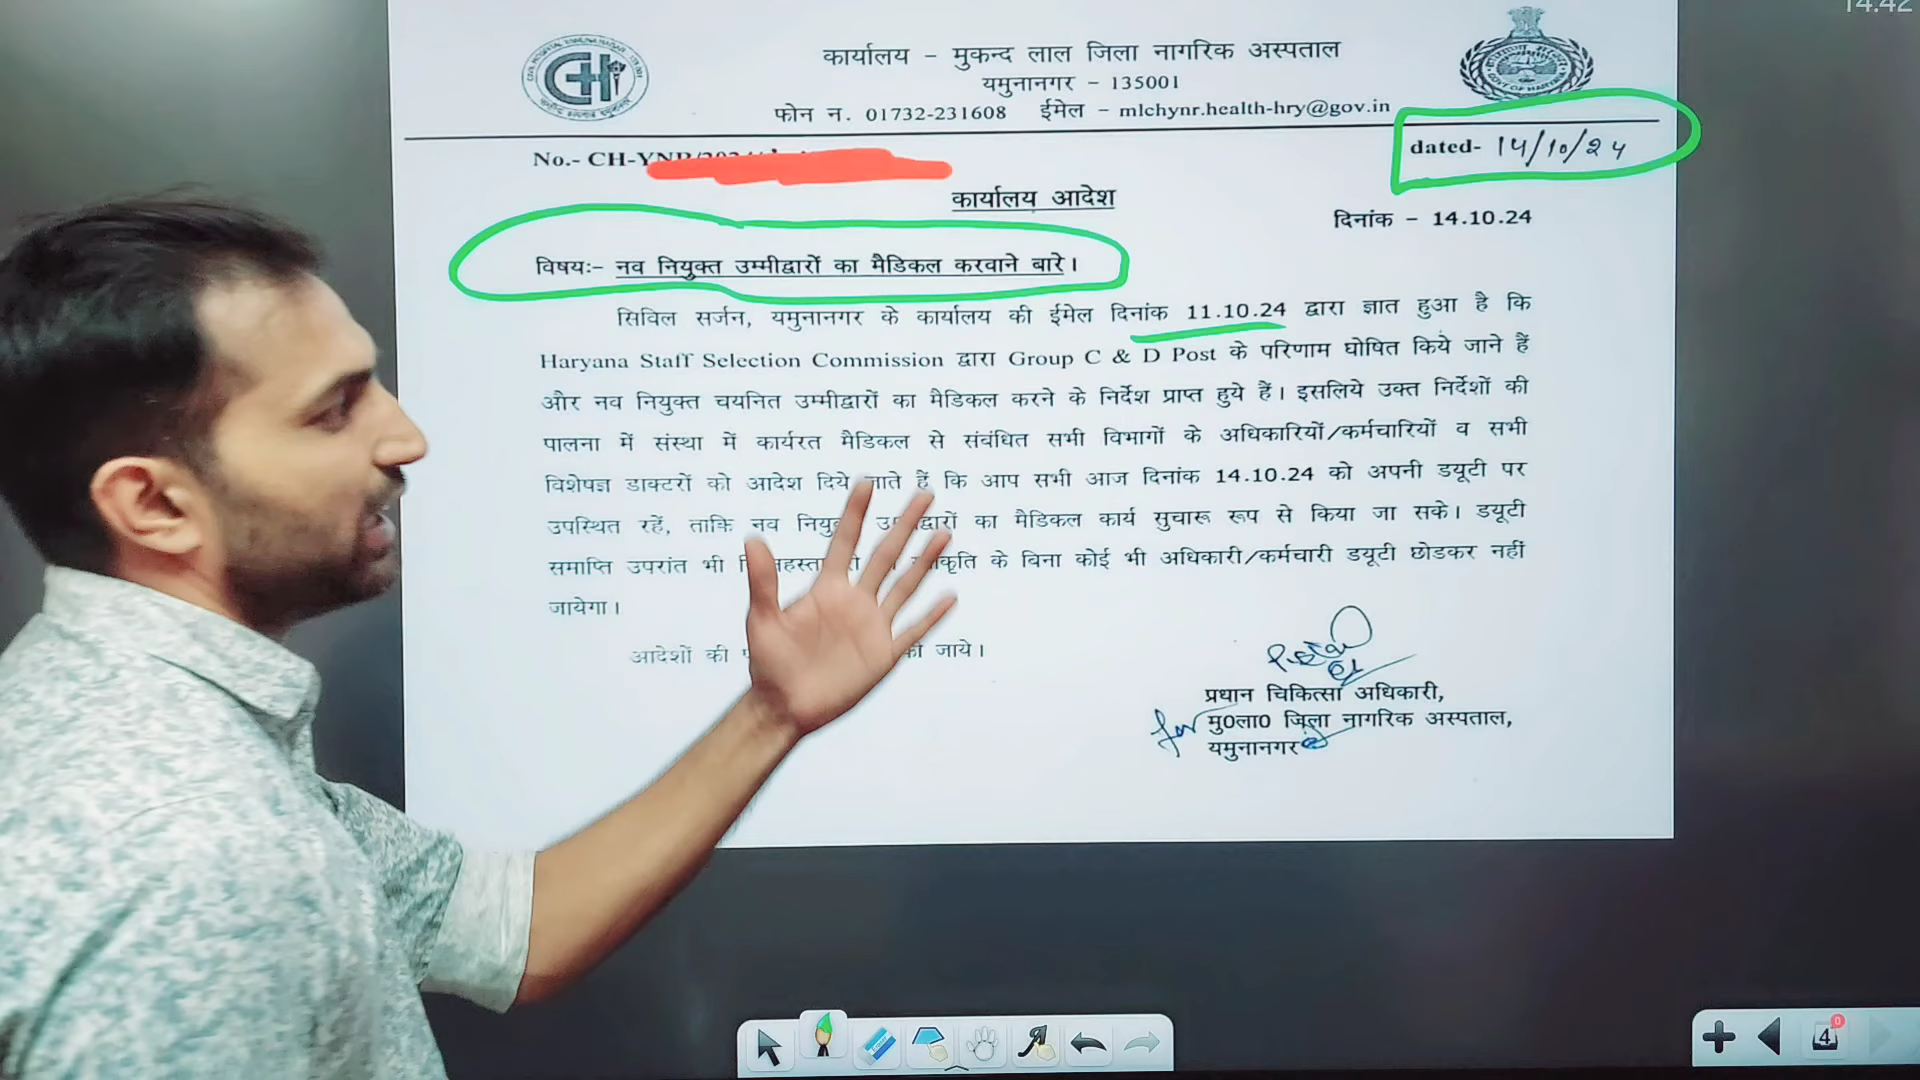 14:42
कार्यालय – मुकन्द लाल जिला नागरिक अस्पताल
यमुनानगर – 135001
फोन न. 01732-231608 ईमेल – mlchynr.health-hry@gov.in
No.- CH-YNR/2024/
dated- 14/10/24
कार्यालय आदेश
दिनांक – 14.10.24
विषयः- नव नियुक्त उम्मीद्वारों का मैडिकल करवाने बारे।
सिविल सर्जन, यमुनानगर के कार्यालय की ईमेल दिनांक 11.10.24 द्वारा ज्ञात हुआ है कि
Haryana Staff Selection Commission द्वारा Group C & D Post के परिणाम घोषित किये जाने हैं
और नव नियुक्त चयनित उम्मीद्वारों का मैडिकल करने के निर्देश प्राप्त हुये हैं। इसलिये उक्त निर्देशों की
पालना में संस्था में कार्यरत मैडिकल से संबंधित सभी विभागों के अधिकारियों/कर्मचारियों व सभी
विशेषज्ञ डाक्टरों को आदेश दिये जाते हैं कि आप सभी आज दिनांक 14.10.24 को अपनी डयूटी पर
उपस्थित रहें, ताकि नव का मैडिकल कार्य सुचारू रूप से किया जा सके। डयूटी
समाप्ति उपरांत भी के बिना कोई भी अधिकारी/कर्मचारी डयूटी छोडकर नहीं
जायेगा।
आदेशों की की जाये।
प्रधान चिकित्सा अधिकारी,
for मु0ला0 जिला नागरिक अस्पताल,
यमुनानगर
4
0